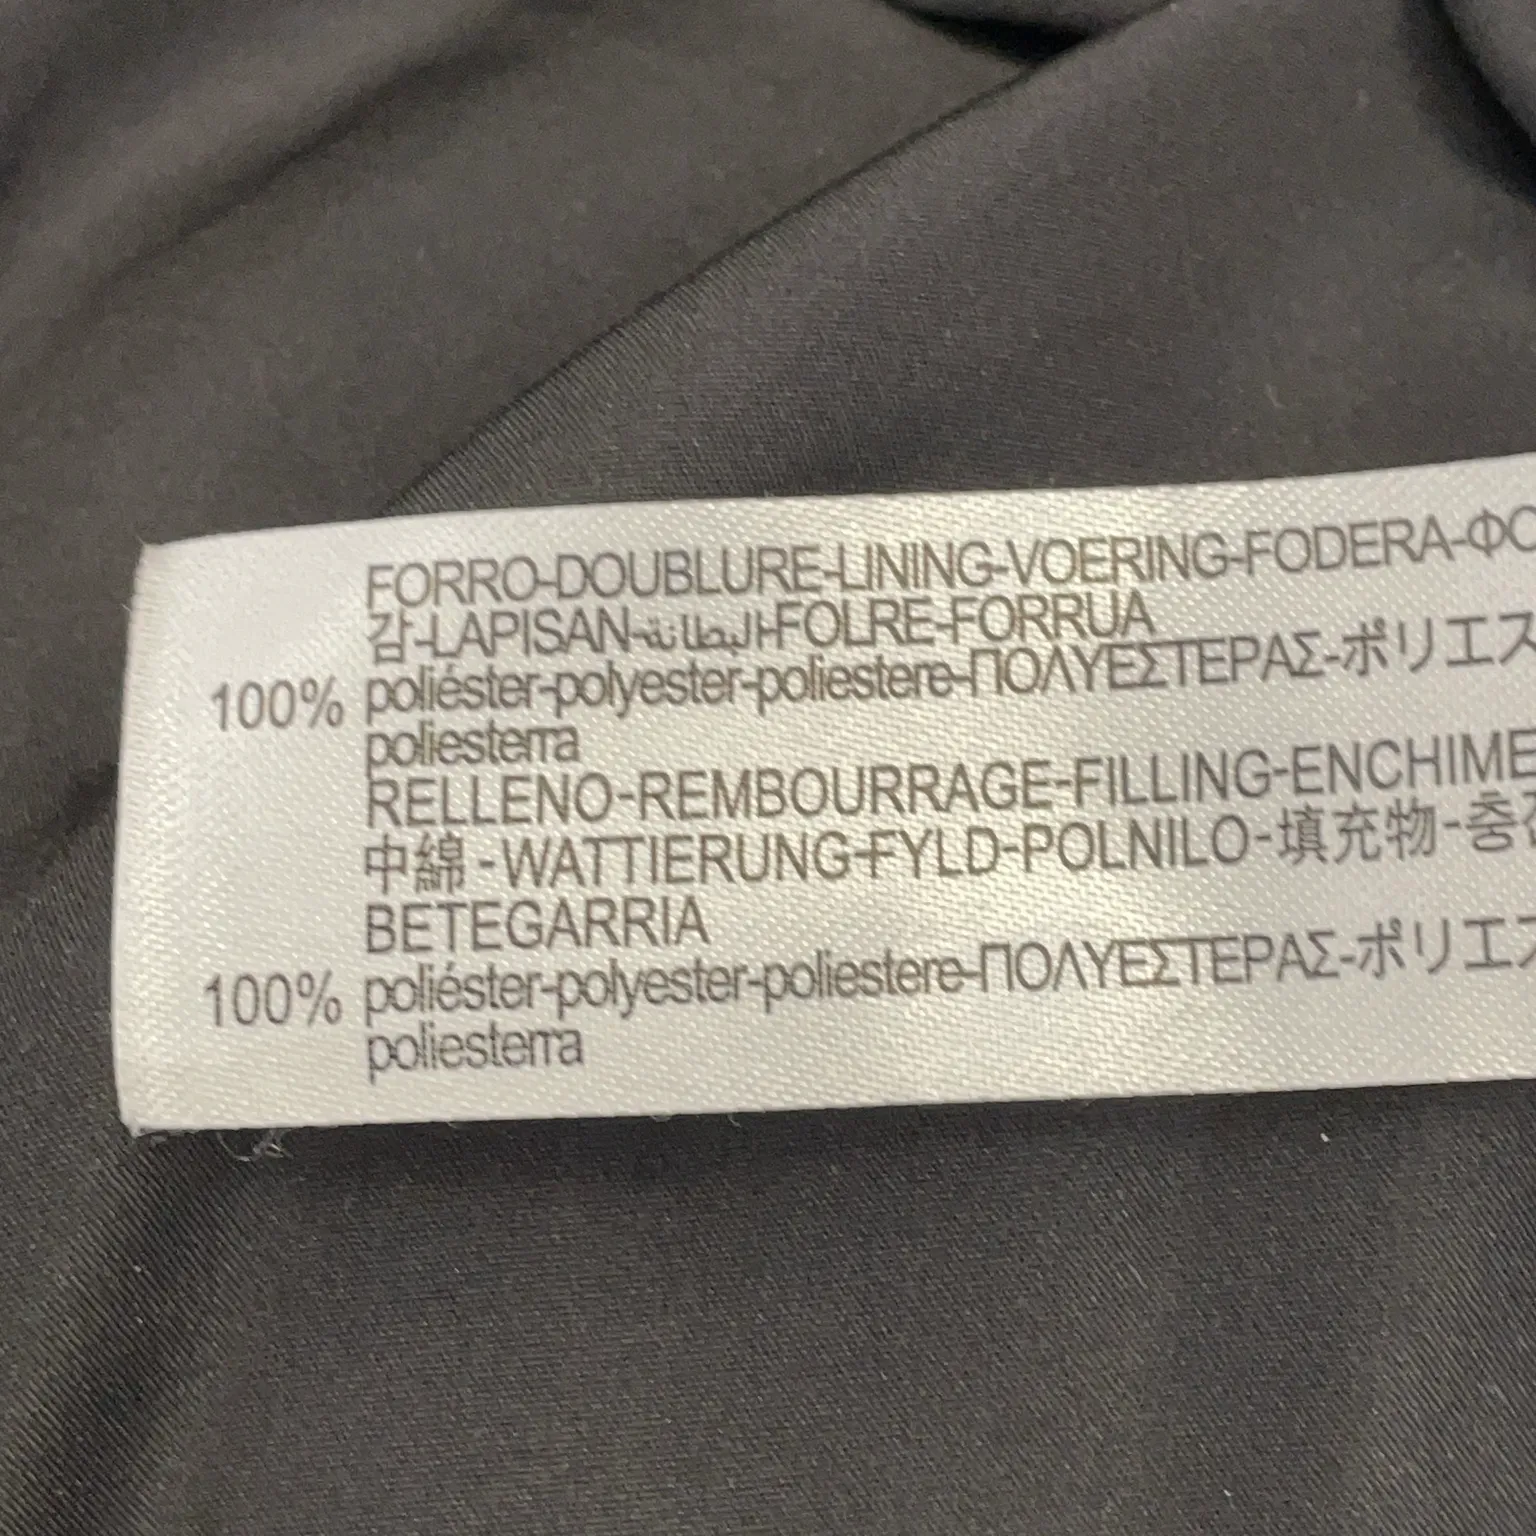 FORRO-DOUBLURE-LINING-VOERING-FODERA-ΦΟ
감-LAPISAN-البطانة-FOLRE-FORRUA
100% poliéster-polyester-poliestere-ΠΟΛΥΕΣΤΕΡΑΣ-ポリエス
poliesterra
RELLENO-REMBOURRAGE-FILLING-ENCHIME
中綿-WATTIERUNG-FYLD-POLNILO-填充物-충
BETEGARRIA
100% poliéster-polyester-poliestere-ΠΟΛΥΕΣΤΕΡΑΣ-ポリエス
poliesterra